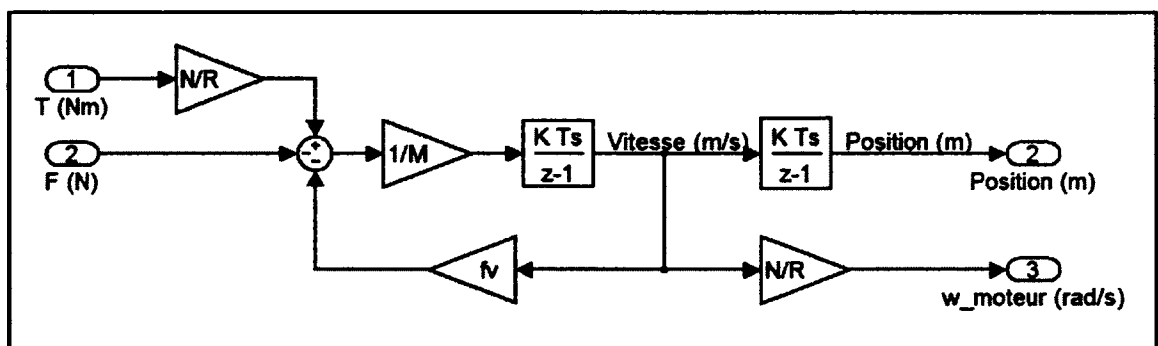 1
T (Nm)
N/R
2
F (N)
1/M
K Ts
z-1
Vitesse (m/s)
K Ts
z-1
Position (m)
2
Position (m)
fv
N/R
3
w_moteur (rad/s)